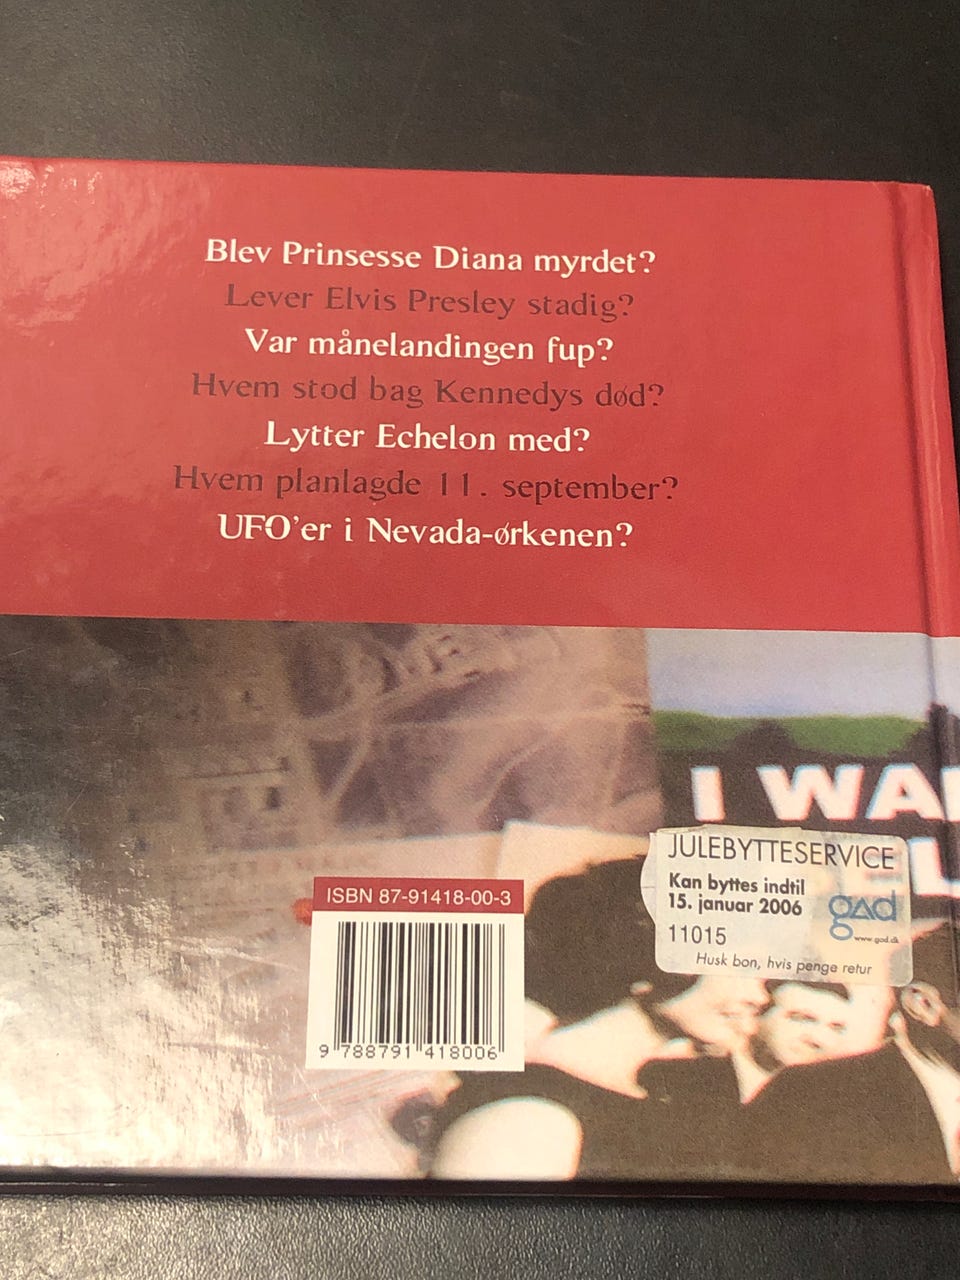 Blev Prinsesse Diana myrdet?
Lever Elvis Presley stadig?
Var månelandingen fup?
Hvem stod bag Kennedys død?
Lytter Echelon med?
Hvem planlagde 11. september?
UFO'er i Nevada-ørkenen?
I WA
JULEBYTTESERVICE
Kan byttes indtil
15. januar 2006
gad
www.gad.dk
11015
Husk bon, hvis penge retur
ISBN 87-91418-00-3
9 788791 418006